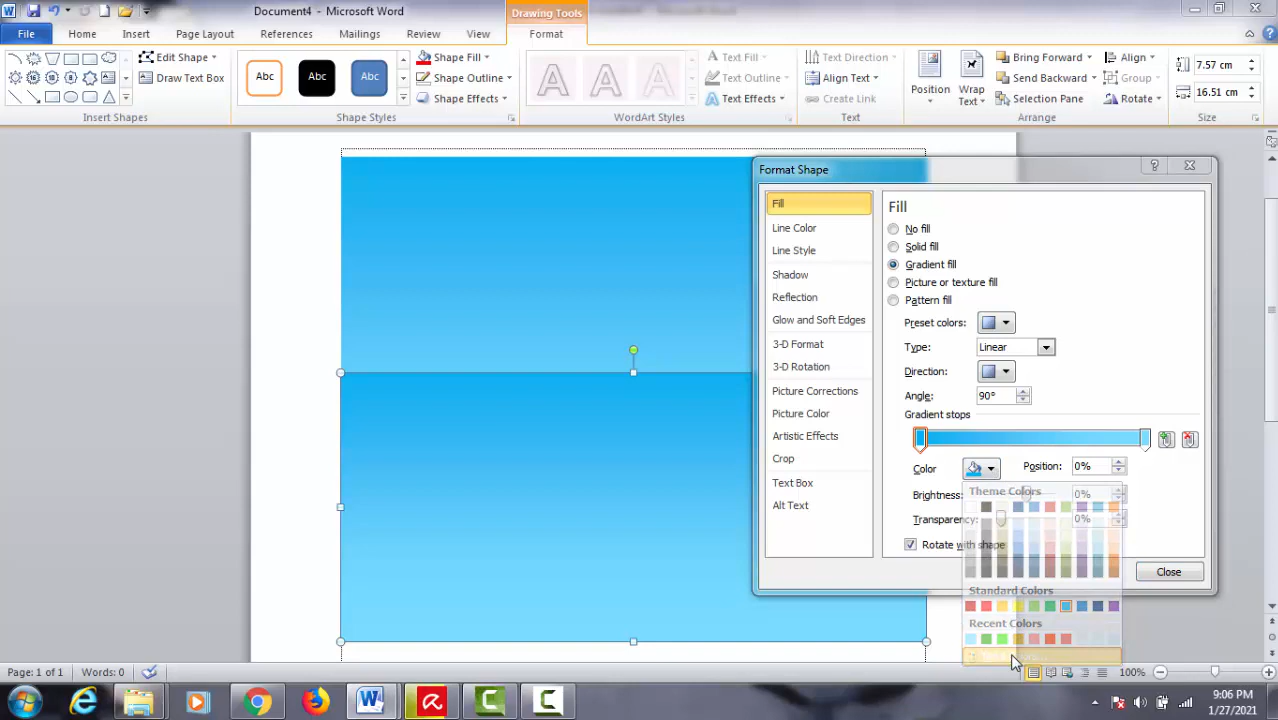 Document4 - Microsoft Word
Drawing Tools
File Home Insert Page Layout References Mailings Review View Format
Edit Shape
Draw Text Box
Insert Shapes
Abc Abc Abc
Shape Fill
Shape Outline
Shape Effects
Shape Styles
A A A
Text Fill
Text Outline
Text Effects
WordArt Styles
Text Direction
Align Text
Create Link
Text
Position
Wrap
Text
Bring Forward
Send Backward
Selection Pane
Align
Group
Rotate
Arrange
7.57 cm
16.51 cm
Size
Format Shape
Fill
Line Color
Line Style
Shadow
Reflection
Glow and Soft Edges
3-D Format
3-D Rotation
Picture Corrections
Picture Color
Artistic Effects
Crop
Text Box
Alt Text
Fill
No fill
Solid fill
Gradient fill
Picture or texture fill
Pattern fill
Preset colors:
Type: Linear
Direction:
Angle: 90°
Gradient stops
Color Position: 0%
Brightness: 0%
Transparency: 0%
Rotate with shape
Theme Colors
Standard Colors
Recent Colors
Close
Page: 1 of 1 Words: 0
100%
9:06 PM
1/27/2021